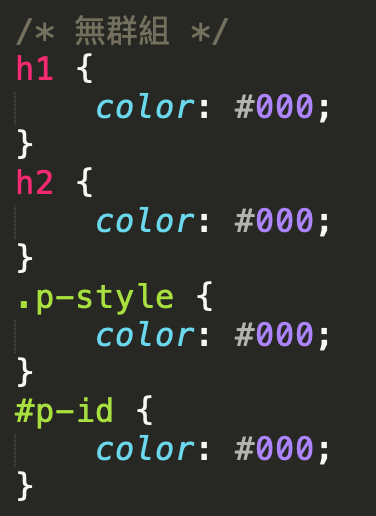 /* 無群組 */
h1 {
    color: #000;
}
h2 {
    color: #000;
}
.p-style {
    color: #000;
}
#p-id {
    color: #000;
}